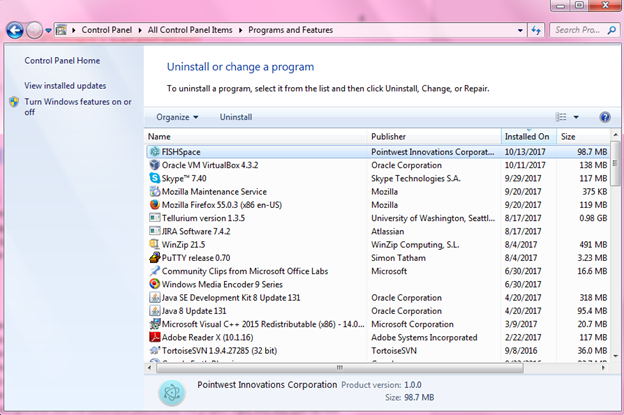 Control Panel All Control Panel Items Programs and Features Search Pro...
Control Panel Home
View installed updates
Turn Windows features on or
off
Uninstall or change a program
To uninstall a program, select it from the list and then click Uninstall, Change, or Repair.
Organize Uninstall
Name Publisher Installed On Size
FISHSpace Pointwest Innovations Corporat... 10/13/2017 98.7 MB
Oracle VM VirtualBox 4.3.2 Oracle Corporation 10/11/2017 138 MB
Skype™ 7.40 Skype Technologies S.A. 9/29/2017 117 MB
Mozilla Maintenance Service Mozilla 9/20/2017 375 KB
Mozilla Firefox 55.0.3 (x86 en-US) Mozilla 9/20/2017 119 MB
Tellurium version 1.3.5 University of Washington, Seattl... 8/17/2017 0.98 GB
JIRA Software 7.4.2 Atlassian 8/17/2017
WinZip 21.5 WinZip Computing, S.L. 8/4/2017 491 MB
PuTTY release 0.70 Simon Tatham 8/4/2017 3.23 MB
Community Clips from Microsoft Office Labs Microsoft 6/30/2017 16.6 MB
Windows Media Encoder 9 Series 6/30/2017
Java SE Development Kit 8 Update 131 Oracle Corporation 4/20/2017 318 MB
Java 8 Update 131 Oracle Corporation 4/20/2017 95.4 MB
Microsoft Visual C++ 2015 Redistributable (x86) - 14.0... Microsoft Corporation 3/9/2017 20.7 MB
Adobe Reader X (10.1.16) Adobe Systems Incorporated 2/22/2017 117 MB
TortoiseSVN 1.9.4.27285 (32 bit) TortoiseSVN 9/8/2016 36.0 MB
Pointwest Innovations Corporation Product version: 1.0.0
Size: 98.7 MB